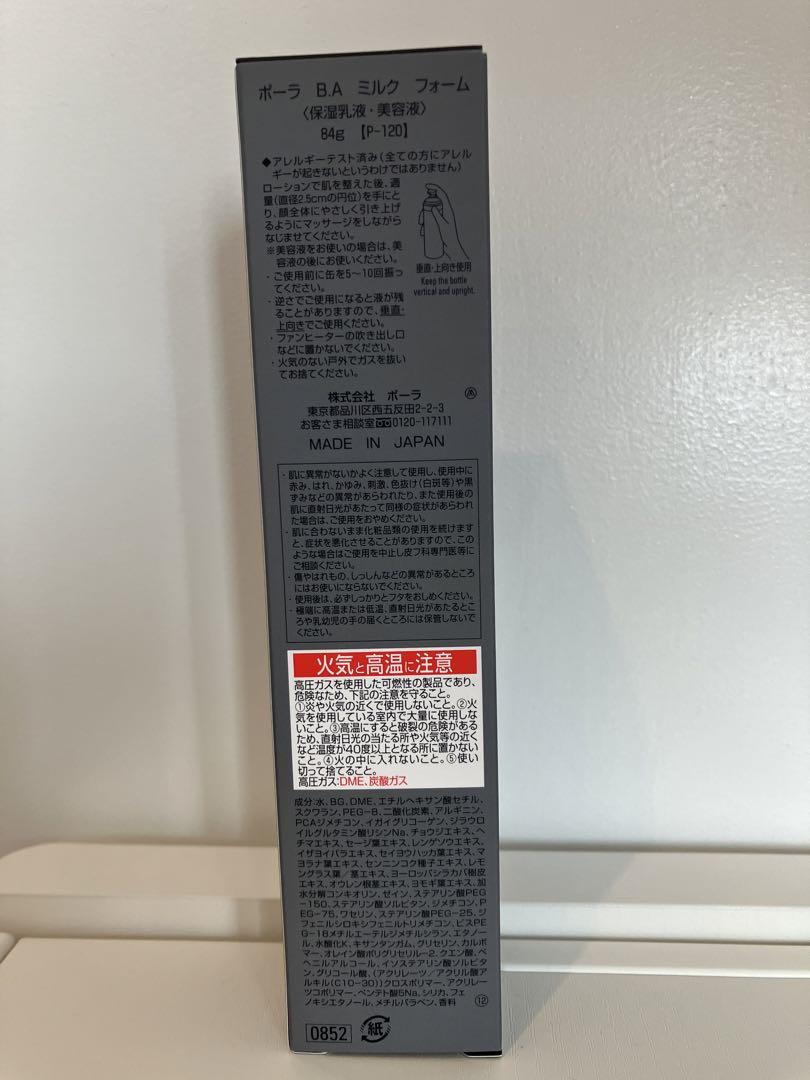 ポーラ B.A ミルク フォーム
〈保湿乳液・美容液〉
84g 【P-120】
◆アレルギーテスト済み(全ての方にアレル
ギーが起きないというわけではありません)
ローションで肌を整えた後、適
量(直径2.5cmの円位)を手にと
り、顔全体にやさしく引き上げ
るようにマッサージをしながら
なじませてください。
※美容液をお使いの場合は、美
容液の後にお使いください。
・ご使用前に缶を5〜10回振っ
てください。
・逆さでご使用になると液が残
ることがありますので、垂直・
上向きでご使用ください。
・ファンヒーターの吹き出し口
などに置かないでください。
・火気のない戸外でガスを抜い
てお捨てください。
垂直・上向き使用
Keep the bottle
vertical and upright.
株式会社 ポーラ
東京都品川区西五反田2-2-3
お客さま相談室 0120-117111
MADE IN JAPAN
・肌に異常がないかよく注意して使用し、使用中に
赤み、はれ、かゆみ、刺激、色抜け(白斑等)や黒
ずみなどの異常があらわれたり、また使用後の
肌に直射日光があたって同様の症状があらわれ
た場合は、ご使用をおやめください。
・肌に合わないまま化粧品類の使用を続けます
と、症状を悪化させることがありますので、この
ような場合はご使用を中止し皮フ科専門医等に
ご相談ください。
・傷やはれもの、しっしんなどの異常があるところ
にはお使いにならないでください。
・使用後は、必ずしっかりとフタをおしめください。
・極端に高温または低温、直射日光があたるとこ
ろや乳幼児の手の届くところには保管しないで
ください。
火気と高温に注意
高圧ガスを使用した可燃性の製品であり、
危険なため、下記の注意を守ること。
①炎や火気の近くで使用しないこと。②火
気を使用している室内で大量に使用しな
いこと。③高温にすると破裂の危険がある
ため、直射日光の当たる所や火気等の近く
など温度が40度以上となる所に置かない
こと。④火の中に入れないこと。⑤使い
切って捨てること。
高圧ガス:DME、炭酸ガス
成分:水、BG、DME、エチルヘキサン酸セチル、
スクワラン、PEG-8、二酸化炭素、アルギニン、
PCAジメチコン、イガイグリコーゲン、ジラウロ
イルグルタミン酸リシンNa、チョウジエキス、ヘ
チマエキス、セージ葉エキス、レンゲソウエキス、
イザヨイバラエキス、セイヨウハッカ葉エキス、マ
ヨラナ葉エキス、センニンコク種子エキス、レモ
ングラス葉/茎エキス、ヨーロッパシラカバ樹皮
エキス、オウレン根茎エキス、ヨモギ葉エキス、加
水分解コンキオリン、ゼイン、ステアリン酸PEG
-150、ステアリン酸ソルビタン、ジメチコン、P
EG-75、ワセリン、ステアリン酸PEG-25、ジ
フェニルシロキシフェニルトリメチコン、ビスPE
G-18メチルエーテルジメチルシラン、エタノー
ル、水酸化K、キサンタンガム、グリセリン、カルボ
マー、オレイン酸ポリグリセリル-2、クエン酸、ベ
ヘニルアルコール、イソステアリン酸ソルビタ
ン、グリコール酸、(アクリレーツ/アクリル酸ア
ルキル(C10-30))クロスポリマー、アクリレー
ツコポリマー、ペンテト酸5Na、シリカ、フェ
ノキシエタノール、メチルパラベン、香料 ⑫
0852 紙